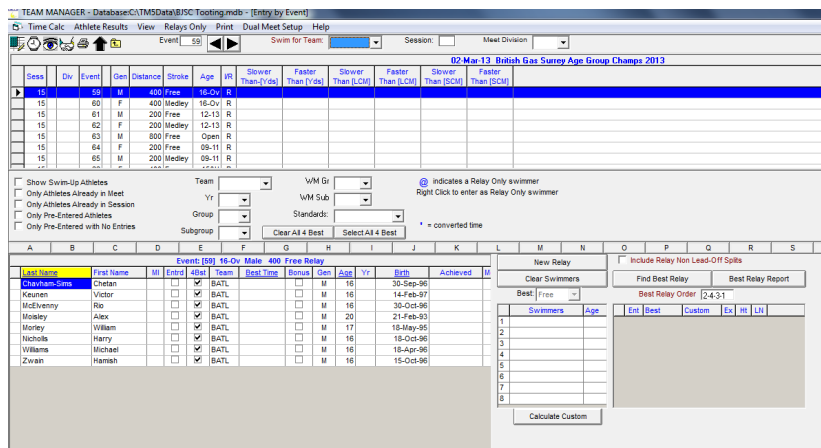 TEAM MANAGER - Database:C:\TM5Data\BJSC Tooting.mdb - [Entry by Event]
Time Calc Athlete Results View Relays Only Print Dual Meet Setup Help
Event 59 Swim for Team: Session: Meet Division
02-Mar-13 British Gas Surrey Age Group Champs 2013
Sess Div Event Gen Distance Stroke Age I/R Slower Than-[Yds] Faster Than [Yds] Slower Than [LCM] Faster Than [LCM] Slower Than [SCM] Faster Than [SCM]
15 59 M 400 Free 16-Ov R
15 60 F 400 Medley 16-Ov R
15 61 M 200 Free 12-13 R
15 62 F 200 Medley 12-13 R
15 63 M 800 Free Open R
15 64 F 200 Free 09-11 R
15 65 M 200 Medley 09-11 R
Show Swim-Up Athletes
Only Athletes Already in Meet
Only Athletes Already in Session
Only Pre-Entered Athletes
Only Pre-Entered with No Entries
Team WM Gr
Yr WM Sub
Group Standards:
Subgroup Clear All 4 Best Select All 4 Best
@ indicates a Relay Only swimmer
Right Click to enter as Relay Only swimmer
* = converted time
A B C D E F G H I J K L M N O P Q R S
Event: [59] 16-Ov Male 400 Free Relay
Last Name First Name MI Entrd 4Bst Team Best Time Bonus Gen Age Yr Birth Achieved M
Chavham-Sims Chetan BATL M 16 30-Sep-96
Keunen Victor BATL M 16 14-Feb-97
McElvenny Rio BATL M 16 30-Oct-96
Moisley Alex BATL M 20 21-Feb-93
Morley William BATL M 17 18-May-95
Nicholls Harry BATL M 16 16-Oct-96
Williams Michael BATL M 16 18-Apr-96
Zwain Hamish BATL M 16 15-Oct-96
New Relay
Clear Swimmers
Best: Free
Swimmers Age
1
2
3
4
5
6
7
8
Calculate Custom
Include Relay Non Lead-Off Splits
Find Best Relay Best Relay Report
Best Relay Order 2-4-3-1
Ent Best Custom Ex Ht LN